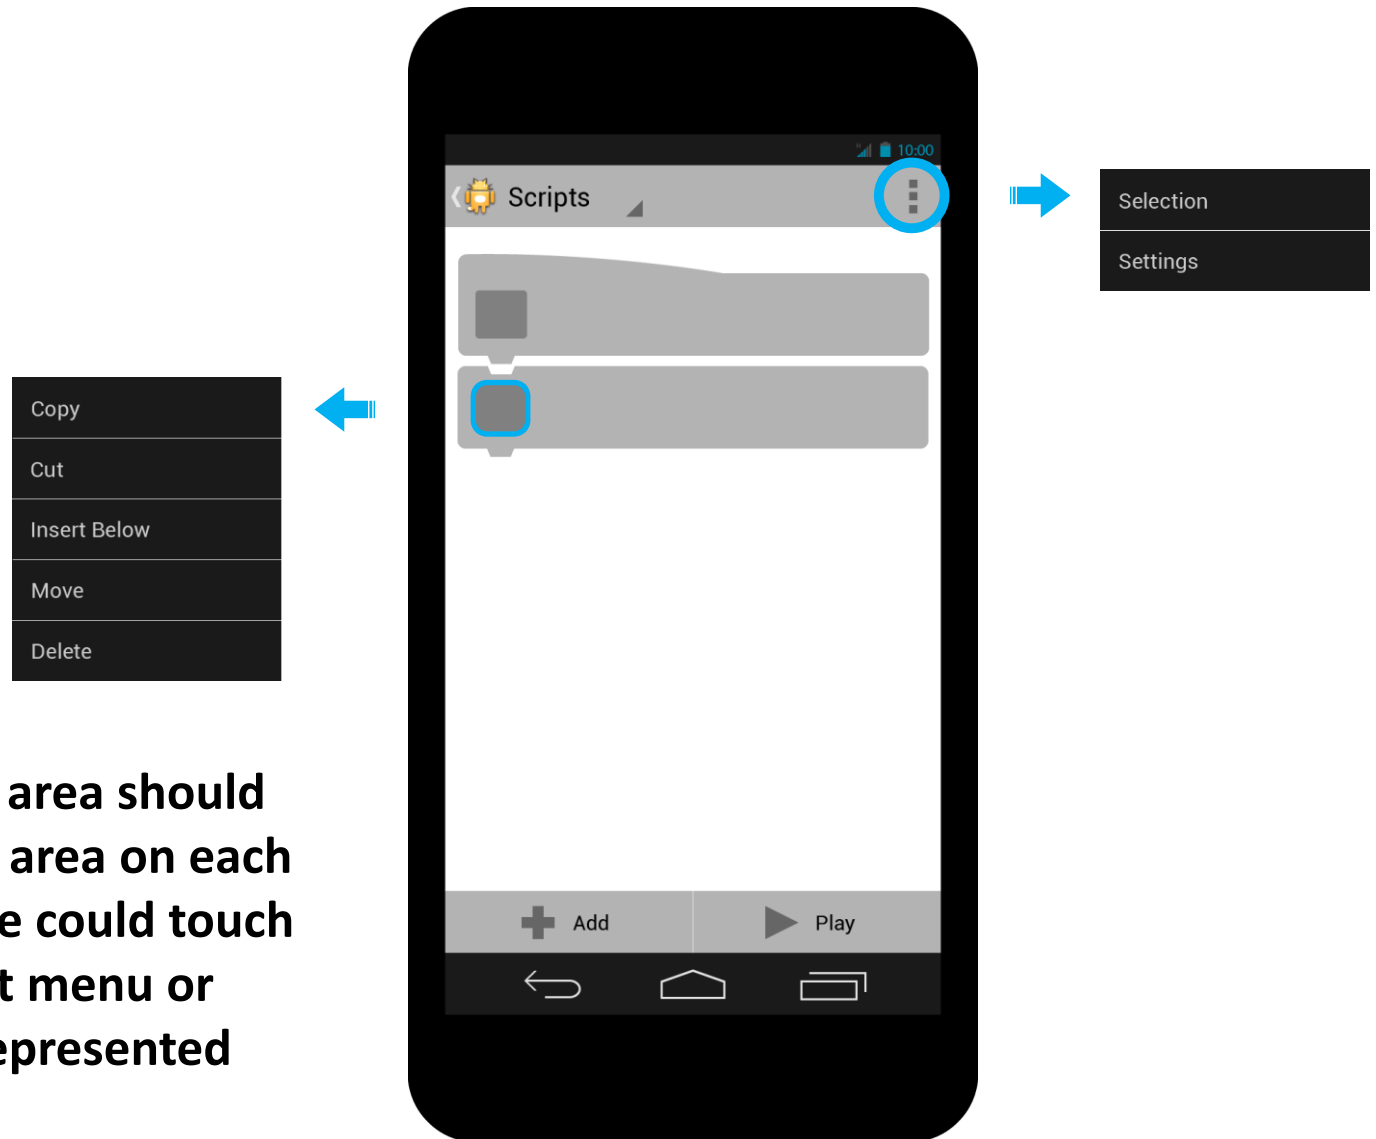 10:00
Scripts
Selection
Settings
Copy
Cut
Insert Below
Move
Delete
area should
area on each
e could touch
t menu or
epresented
Add
Play